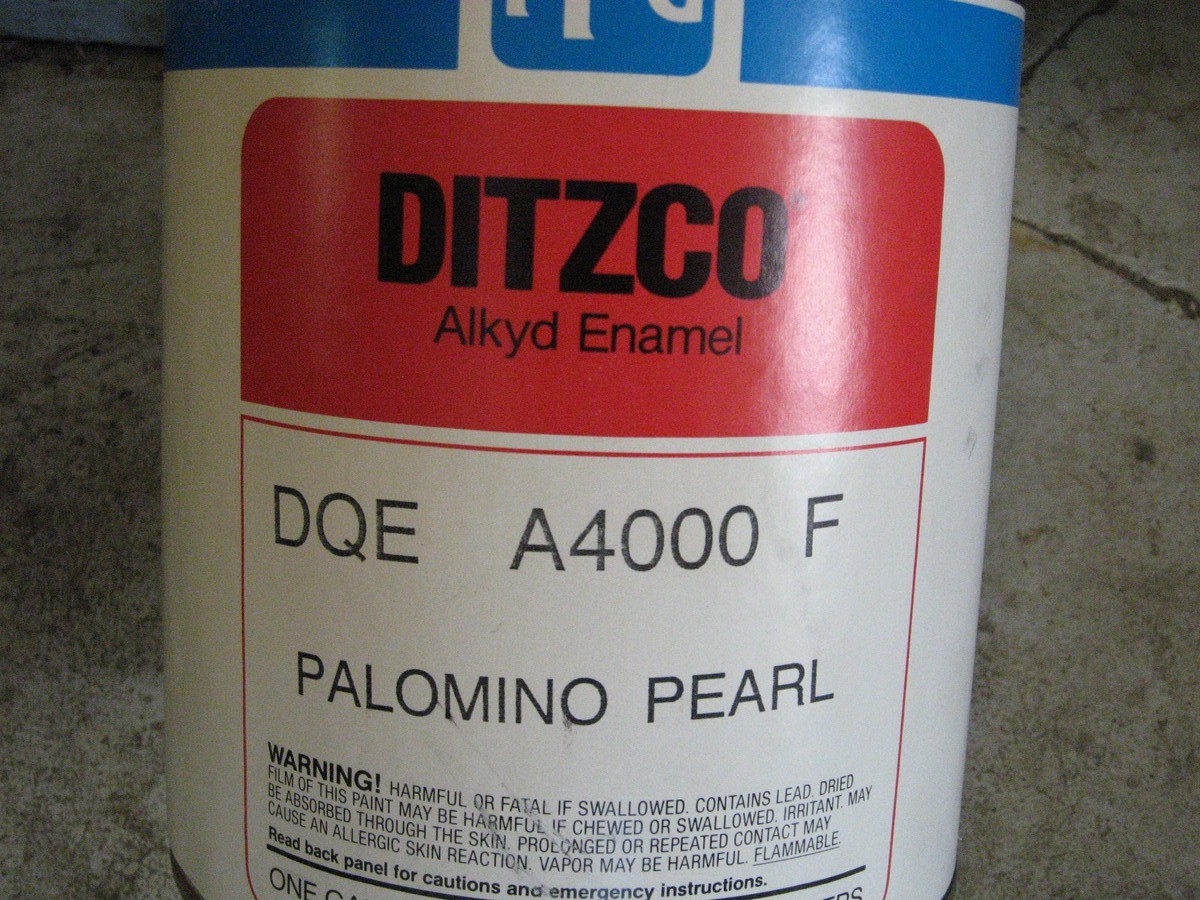 DITZCO
Alkyd Enamel
DQE A4000 F
PALOMINO PEARL
WARNING! HARMFUL OR FATAL IF SWALLOWED. CONTAINS LEAD. DRIED
FILM OF THIS PAINT MAY BE HARMFUL IF CHEWED OR SWALLOWED. IRRITANT. MAY
BE ABSORBED THROUGH THE SKIN. PROLONGED OR REPEATED CONTACT MAY
CAUSE AN ALLERGIC SKIN REACTION. VAPOR MAY BE HARMFUL. FLAMMABLE.
Read back panel for cautions and emergency instructions.
ONE